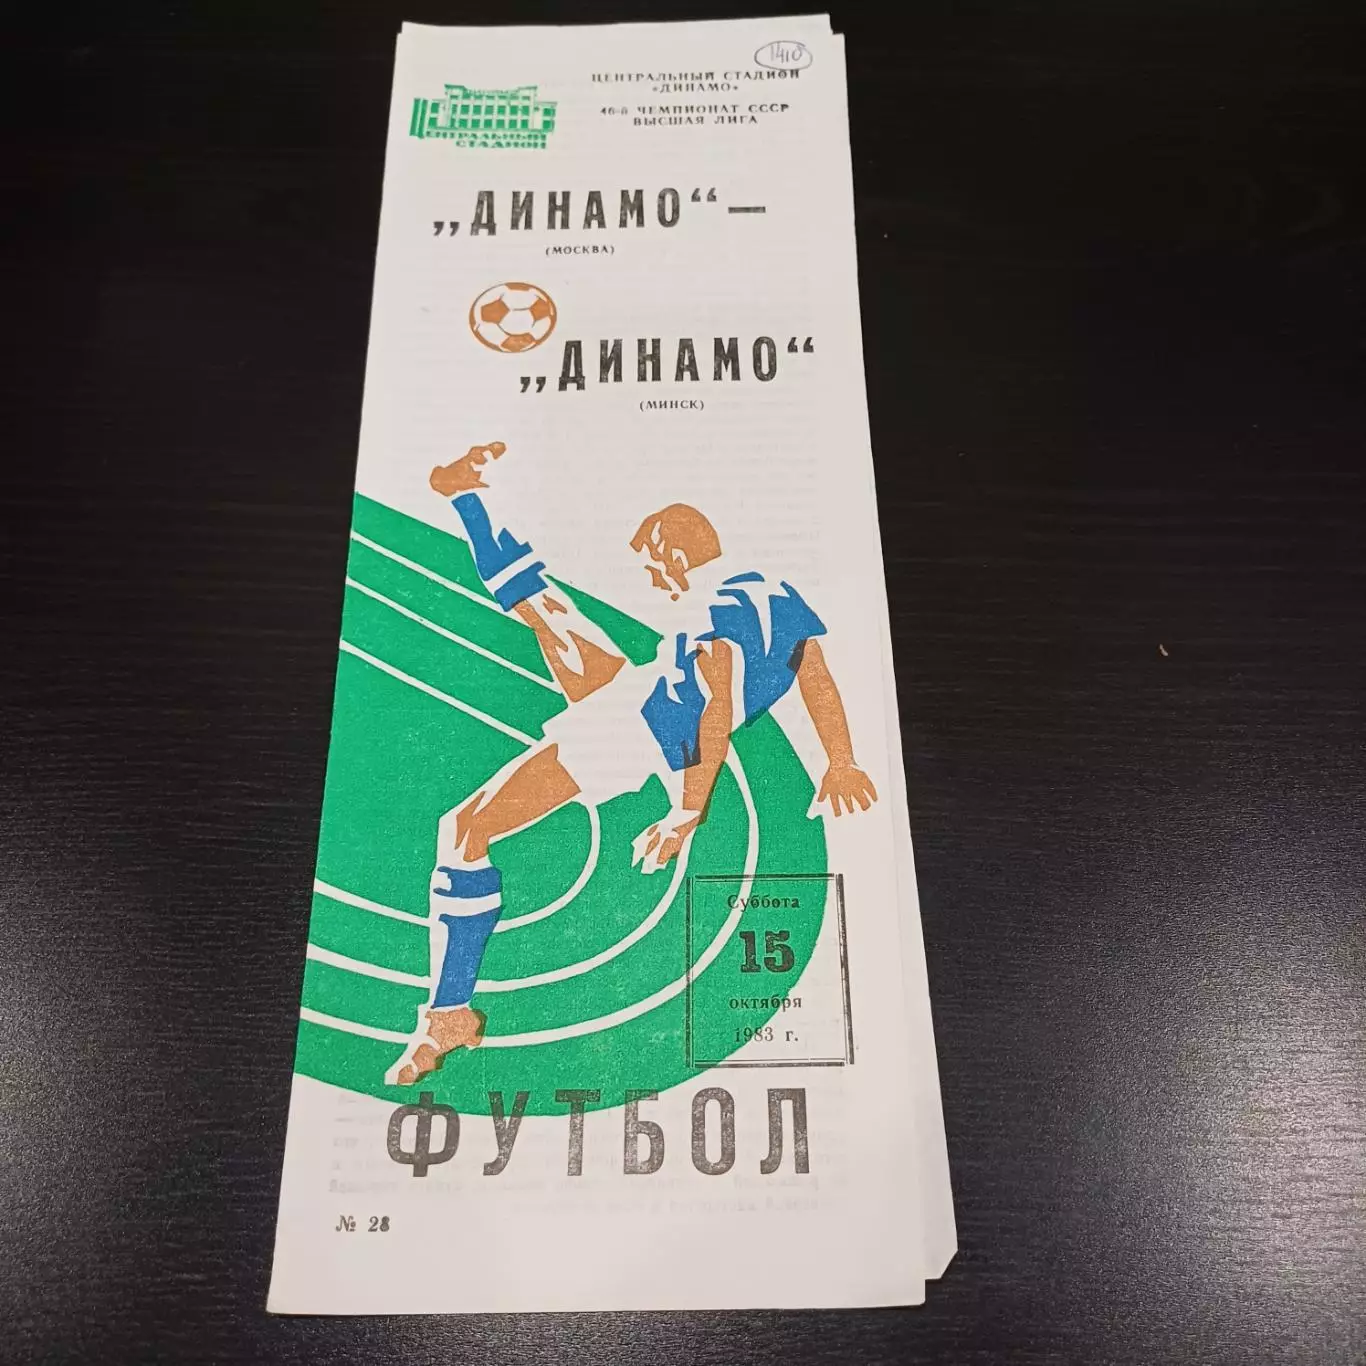 1410
ЦЕНТРАЛЬНЫЙ СТАДИОН
«ДИНАМО»
46-й ЧЕМПИОНАТ СССР
ВЫСШАЯ ЛИГА
ЦЕНТРАЛЬНЫЙ
СТАДИОН
„ДИНАМО“ —
(МОСКВА)
„ДИНАМО“
(МИНСК)
Суббота
15
октября
1983 г.
ФУТБОЛ
№ 28